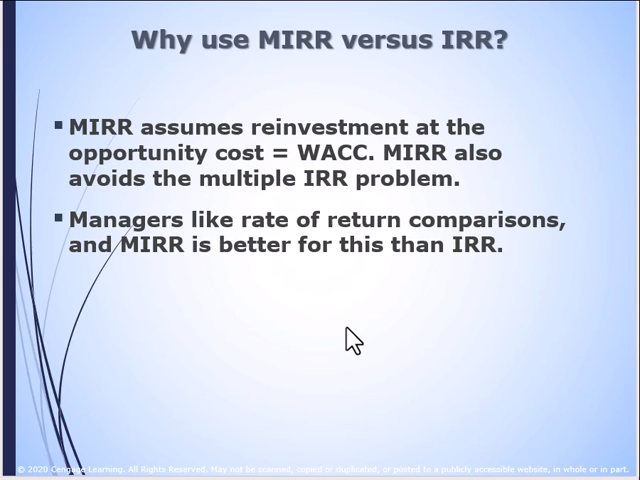 Why use MIRR versus IRR?
▪ MIRR assumes reinvestment at the
opportunity cost = WACC. MIRR also
avoids the multiple IRR problem.
▪ Managers like rate of return comparisons,
and MIRR is better for this than IRR.
© 2020 Cengage Learning. All Rights Reserved. May not be scanned, copied or duplicated, or posted to a publicly accessible website, in whole or in part.